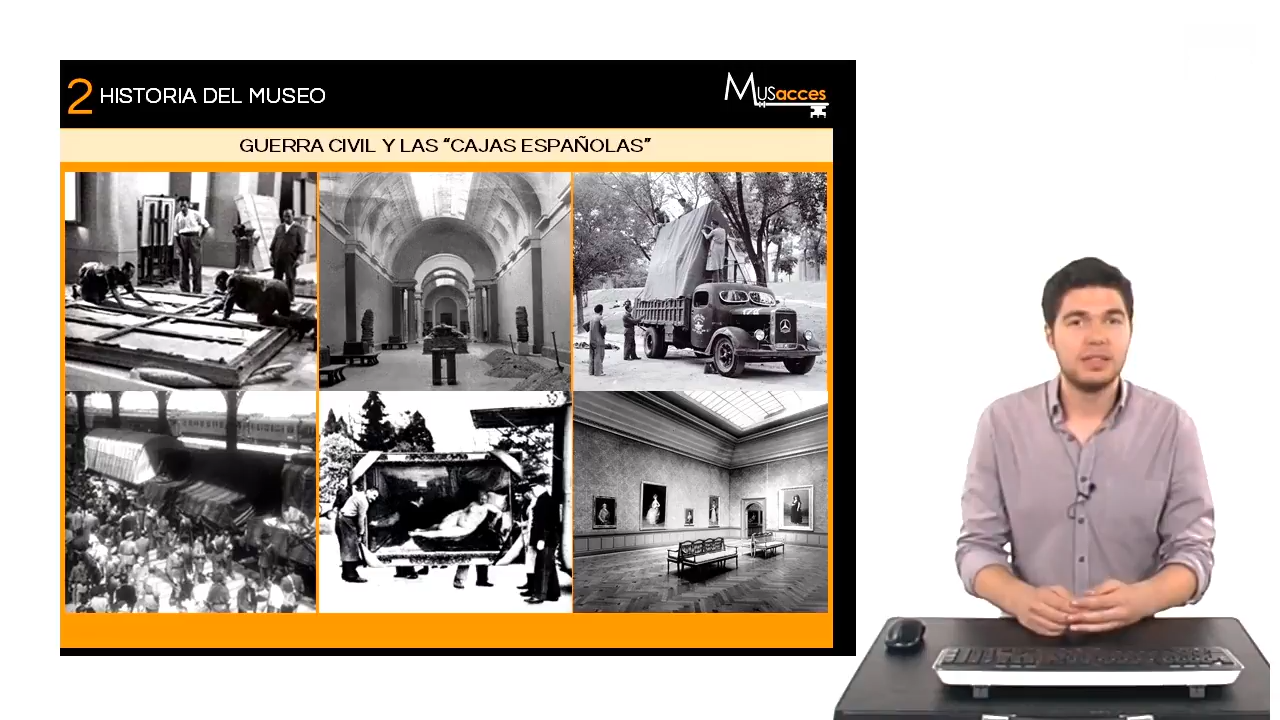 2 HISTORIA DEL MUSEO
MUSacces
GUERRA CIVIL Y LAS “CAJAS ESPAÑOLAS”